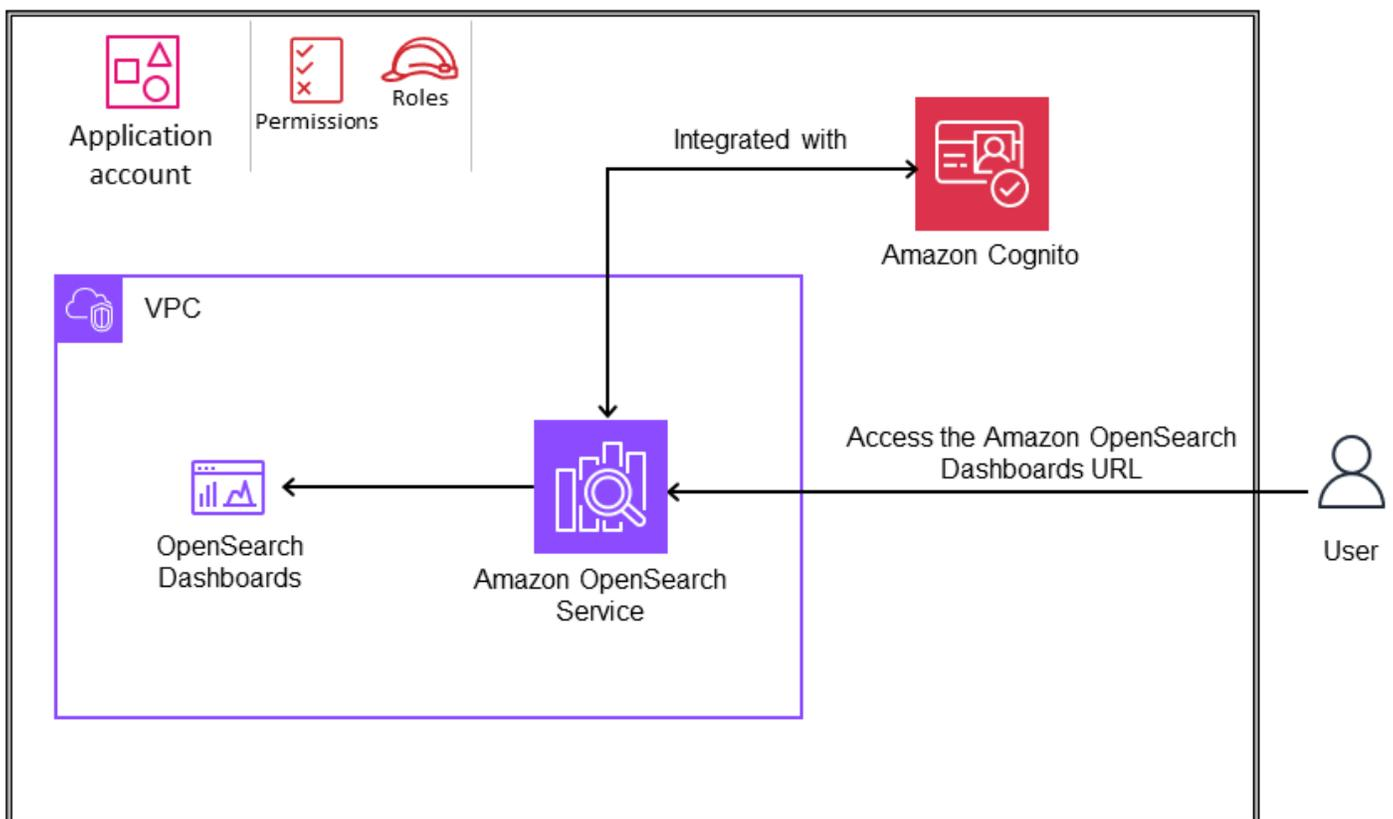 Application
account
Permissions
Roles
Integrated with
Amazon Cognito
VPC
Access the Amazon OpenSearch
Dashboards URL
User
OpenSearch
Dashboards
Amazon OpenSearch
Service